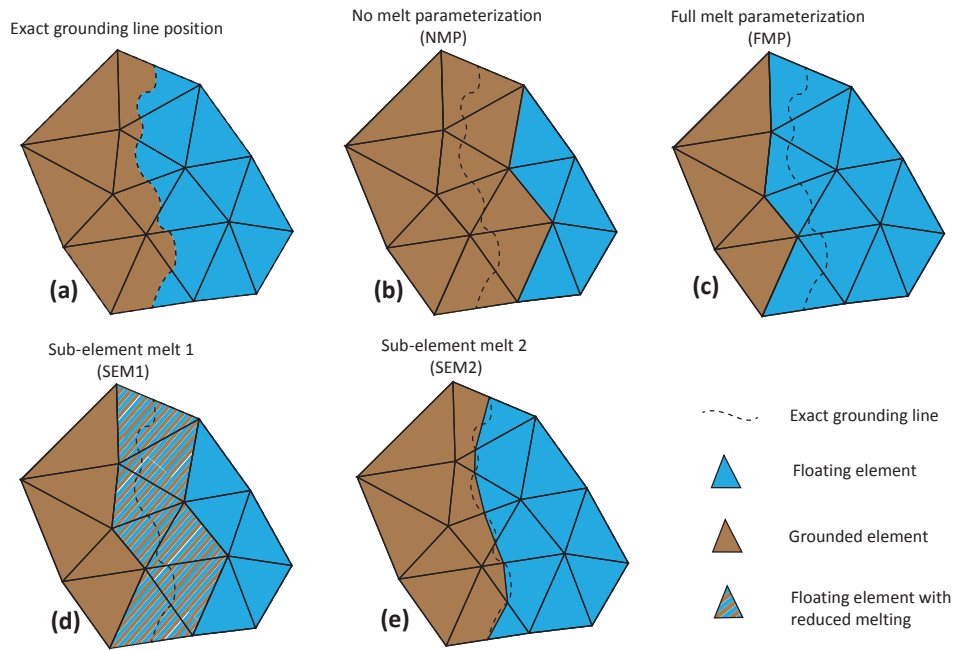 Exact grounding line position
No melt parameterization
(NMP)
Full melt parameterization
(FMP)
(a)
(b)
(c)
Sub-element melt 1
(SEM1)
Sub-element melt 2
(SEM2)
(d)
(e)
Exact grounding line
Floating element
Grounded element
Floating element with
reduced melting